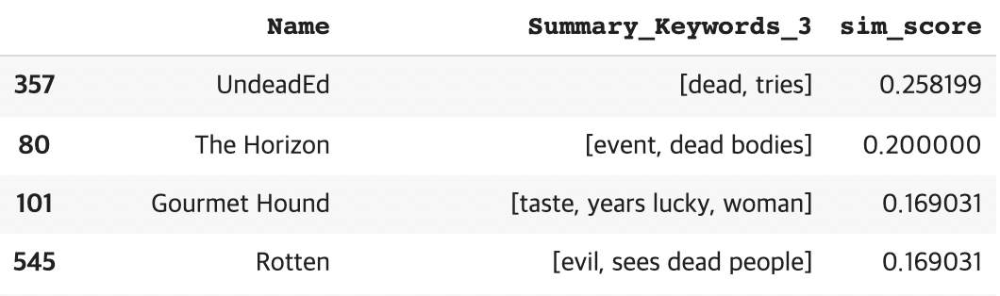 Name Summary_Keywords_3 sim_score
357 UndeadEd [dead, tries] 0.258199
80 The Horizon [event, dead bodies] 0.200000
101 Gourmet Hound [taste, years lucky, woman] 0.169031
545 Rotten [evil, sees dead people] 0.169031